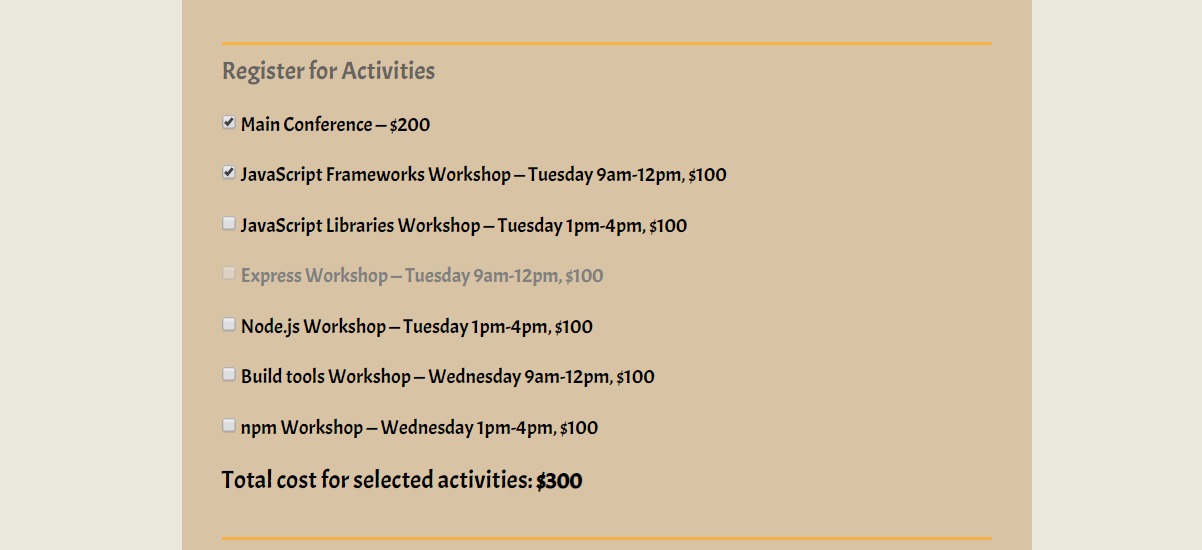 Register for Activities
Main Conference — $200
JavaScript Frameworks Workshop — Tuesday 9am-12pm, $100
JavaScript Libraries Workshop — Tuesday 1pm-4pm, $100
Express Workshop — Tuesday 9am-12pm, $100
Node.js Workshop — Tuesday 1pm-4pm, $100
Build tools Workshop — Wednesday 9am-12pm, $100
npm Workshop — Wednesday 1pm-4pm, $100
Total cost for selected activities: $300